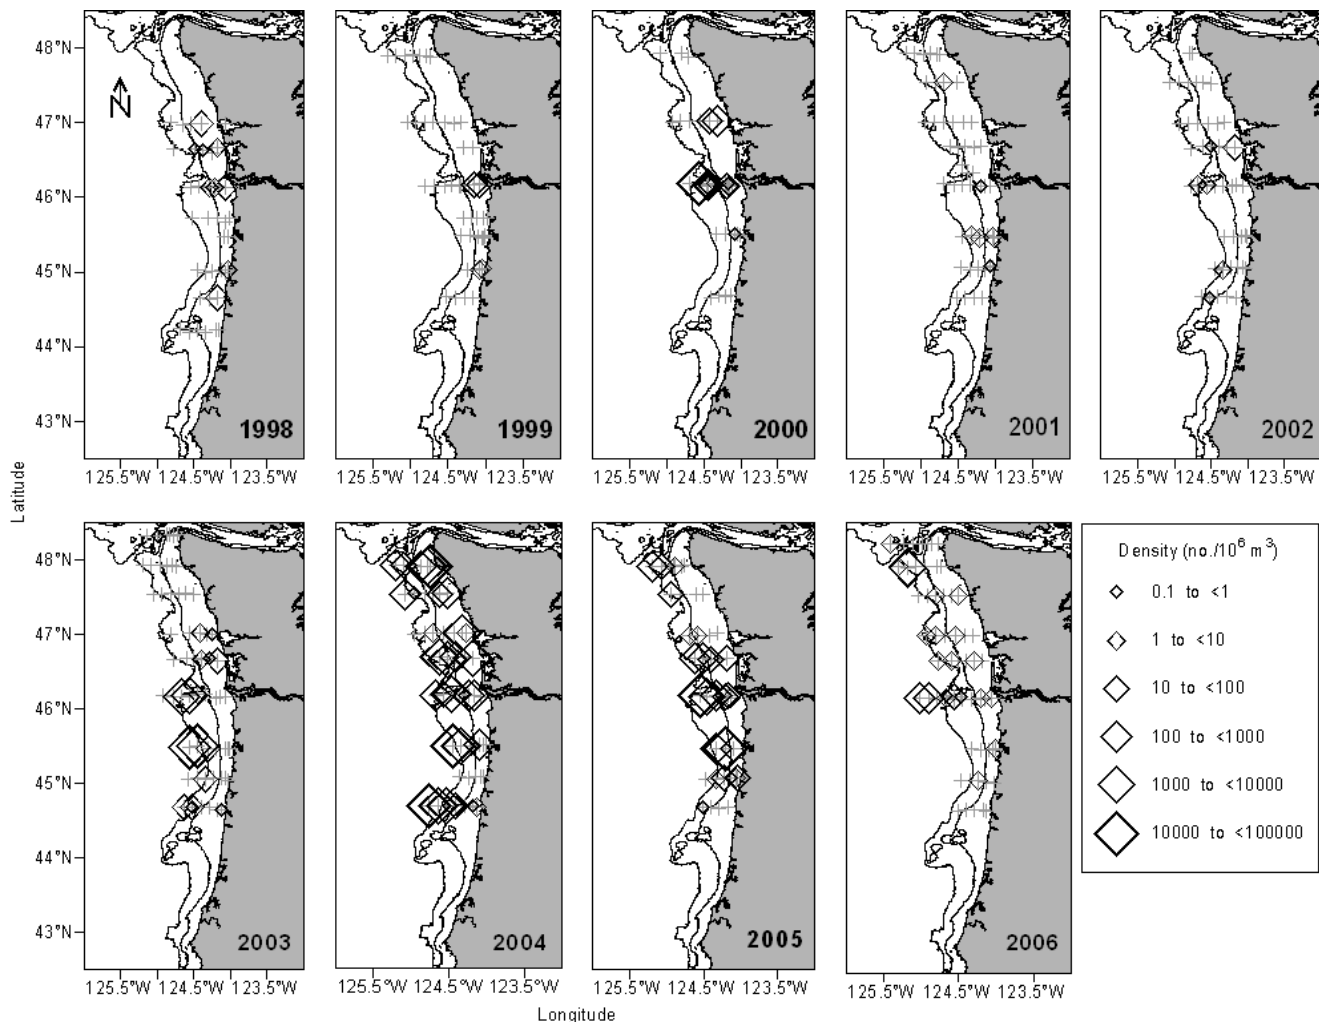 48°N
47°N
46°N
45°N
44°N
43°N
N
1998
1999
2000
2001
2002
125.5°W 124.5°W 123.5°W
125.5°W 124.5°W 123.5°W
125.5°W 124.5°W 123.5°W
125.5°W 124.5°W 123.5°W
125.5°W 124.5°W 123.5°W
Latitude
48°N
47°N
46°N
45°N
44°N
43°N
2003
2004
2005
2006
125.5°W 124.5°W 123.5°W
125.5°W 124.5°W 123.5°W
125.5°W 124.5°W 123.5°W
125.5°W 124.5°W 123.5°W
Longitude
Density (no./10⁶ m³)
0.1 to <1
1 to <10
10 to <100
100 to <1000
1000 to <10000
10000 to <100000